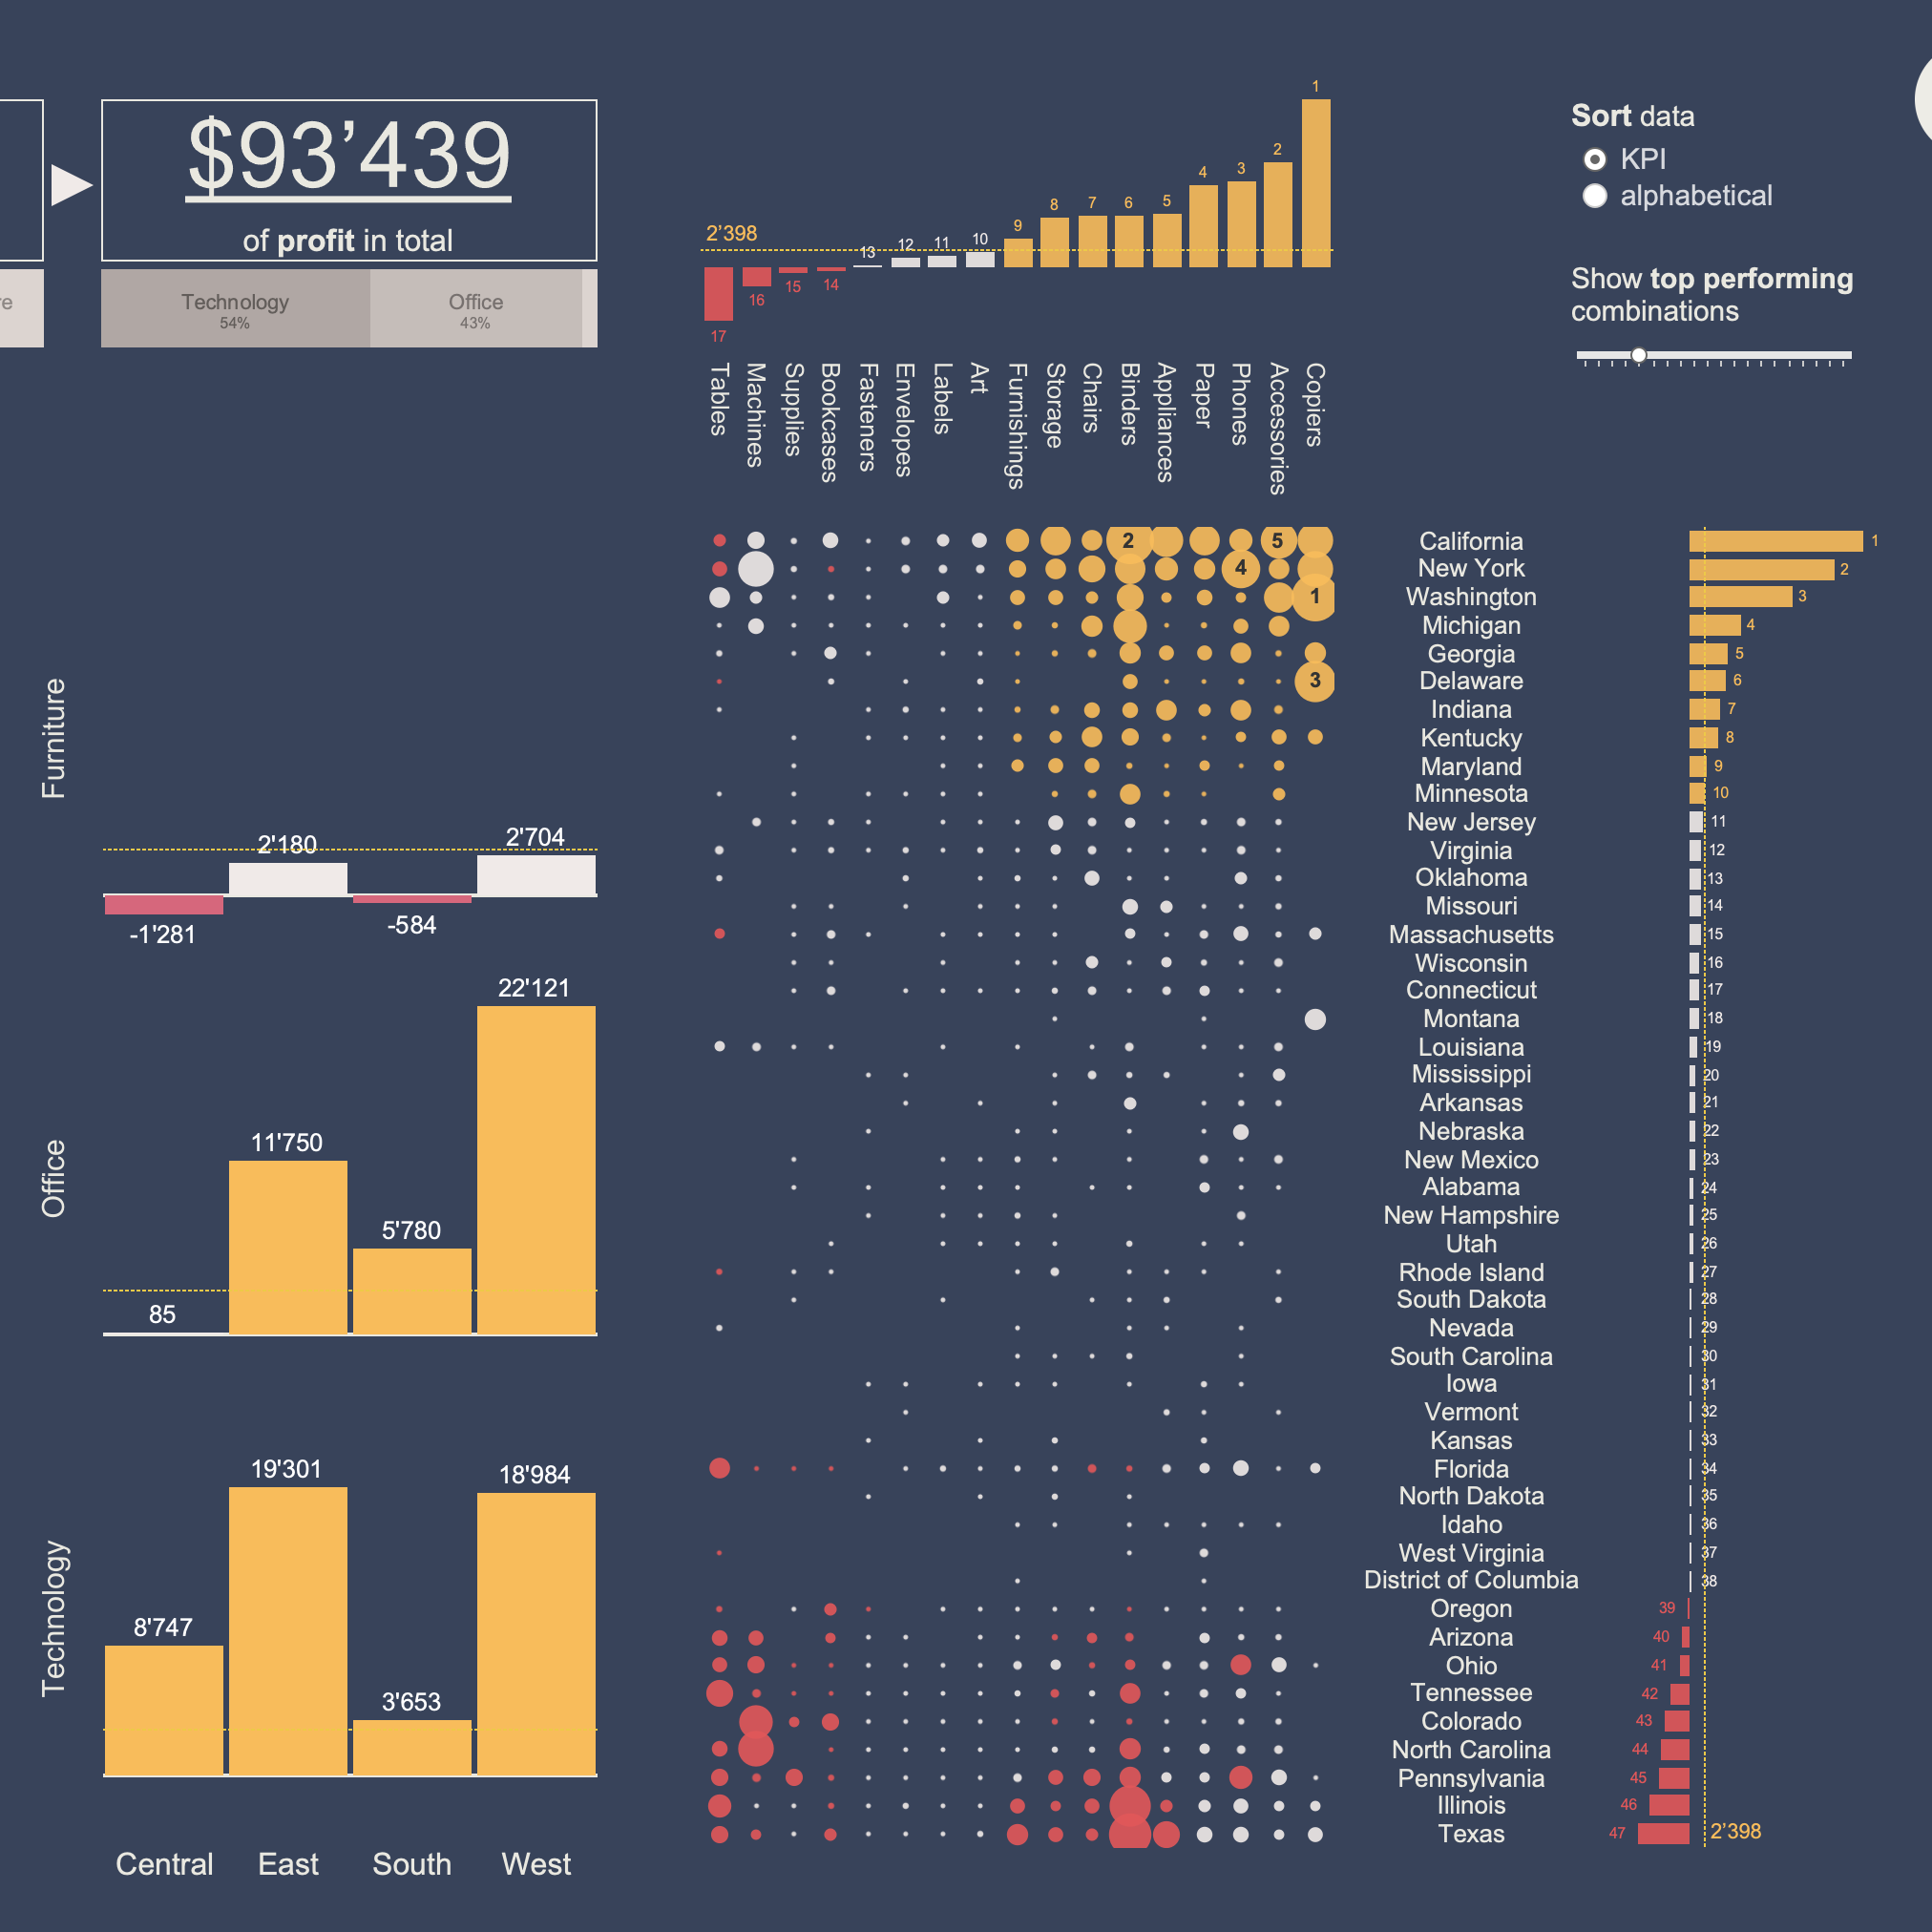 $93’439
of profit in total
re
Technology
54%
Office
43%
2’398
17
16
15
14
13
12
11
10
9
8
7
6
5
4
3
2
1
Tables
Machines
Supplies
Bookcases
Fasteners
Envelopes
Labels
Art
Furnishings
Storage
Chairs
Binders
Appliances
Paper
Phones
Accessories
Copiers
Sort data
KPI
alphabetical
Show top performing
combinations
Furniture
-1'281
2'180
-584
2'704
Office
85
11'750
5'780
22'121
Technology
8'747
19'301
3'653
18'984
Central
East
South
West
2
5
4
1
3
California 1
New York 2
Washington 3
Michigan 4
Georgia 5
Delaware 6
Indiana 7
Kentucky 8
Maryland 9
Minnesota 10
New Jersey 11
Virginia 12
Oklahoma 13
Missouri 14
Massachusetts 15
Wisconsin 16
Connecticut 17
Montana 18
Louisiana 19
Mississippi 20
Arkansas 21
Nebraska 22
New Mexico 23
Alabama 24
New Hampshire 25
Utah 26
Rhode Island 27
South Dakota 28
Nevada 29
South Carolina 30
Iowa 31
Vermont 32
Kansas 33
Florida 34
North Dakota 35
Idaho 36
West Virginia 37
District of Columbia 38
Oregon 39
Arizona 40
Ohio 41
Tennessee 42
Colorado 43
North Carolina 44
Pennsylvania 45
Illinois 46
Texas 47
2’398